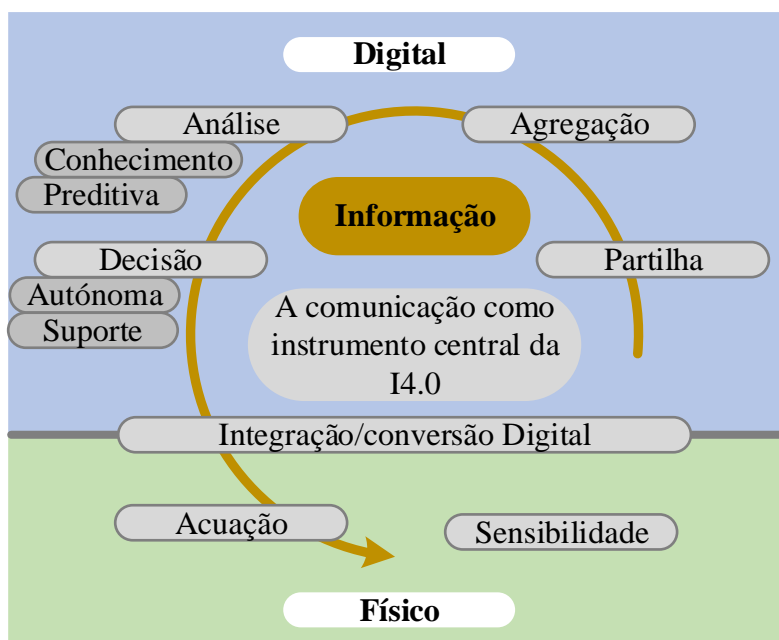 Digital
Análise
Agregação
Conhecimento
Preditiva
Informação
Decisão
Partilha
Autónoma
Suporte
A comunicação como
instrumento central da
I4.0
Integração/conversão Digital
Acuação
Sensibilidade
Físico